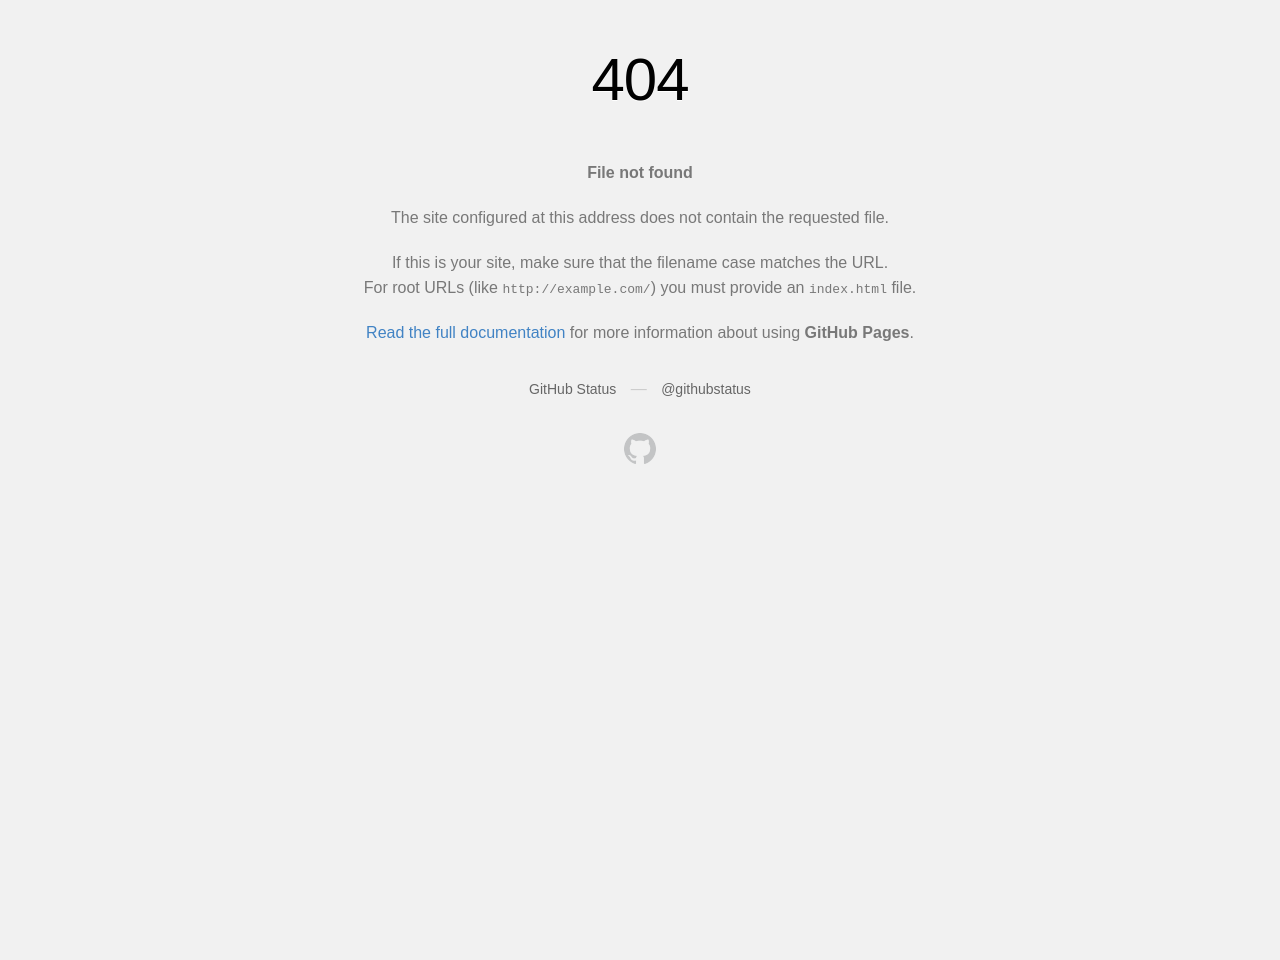 404
File not found
The site configured at this address does not contain the requested file.
If this is your site, make sure that the filename case matches the URL.
For root URLs (like http://example.com/) you must provide an index.html file.
Read the full documentation for more information about using GitHub Pages.
GitHub Status — @githubstatus